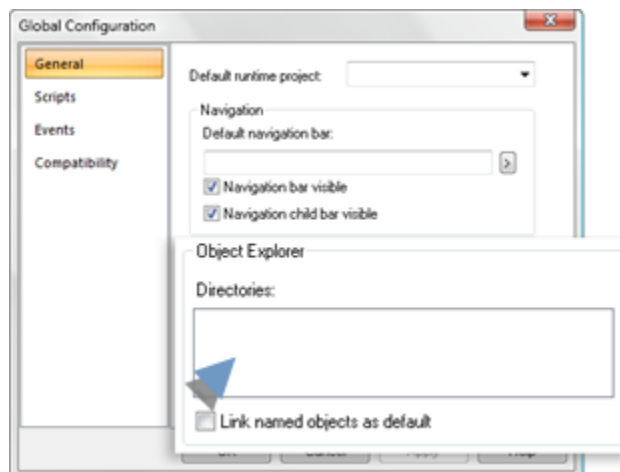 Global Configuration
General
Scripts
Events
Compatibility
Default runtime project:
Navigation
Default navigation bar:
>
Navigation bar visible
Navigation child bar visible
Object Explorer
Directories:
Link named objects as default